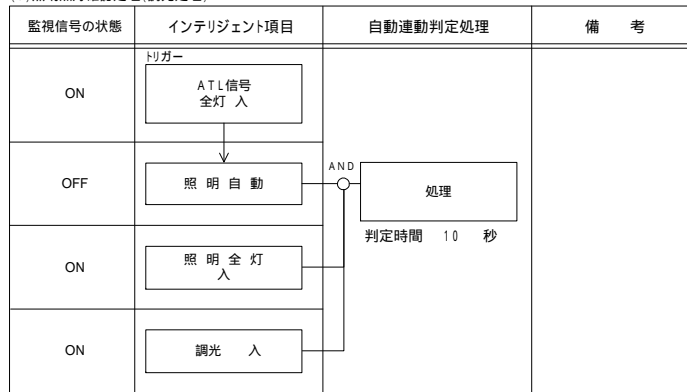 監視信号の状態 インテリジェント項目 自動連動判定処理 備 考
トリガー
ON
ATL信号
全灯 入
OFF
照 明 自 動
AND
処理
判定時間 10 秒
ON
照 明 全 灯
入
ON
調光 入